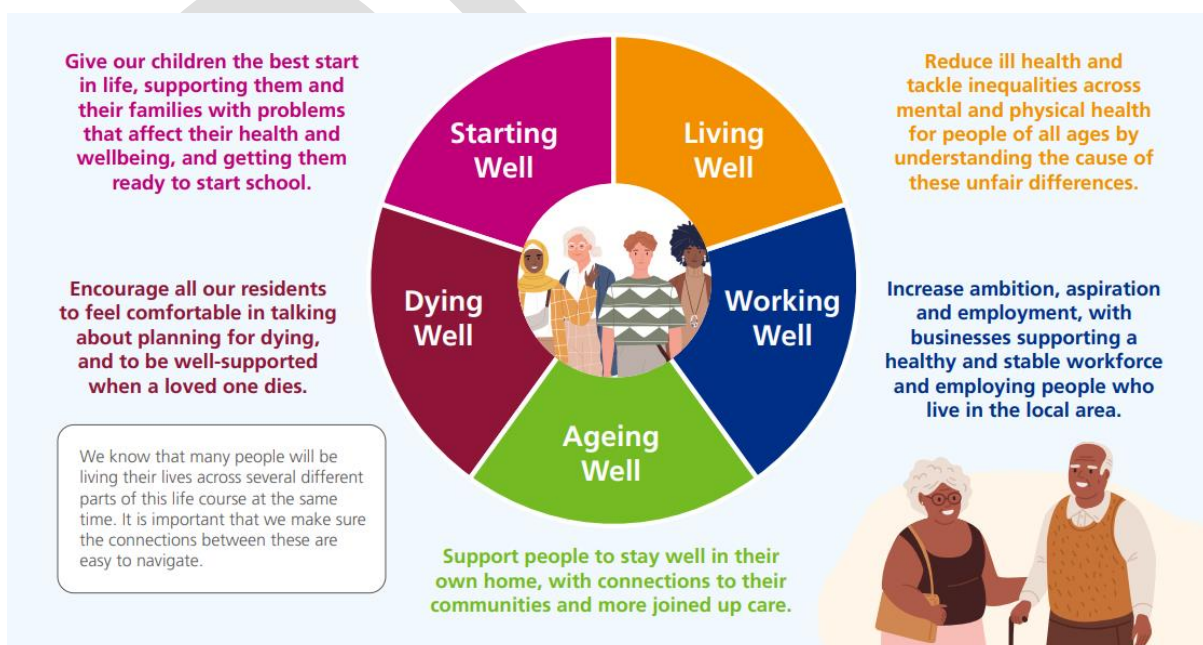 Give our children the best start
in life, supporting them and
their families with problems
that affect their health and
wellbeing, and getting them
ready to start school.
Starting
Well
Living
Well
Reduce ill health and
tackle inequalities across
mental and physical health
for people of all ages by
understanding the cause of
these unfair differences.
Encourage all our residents
to feel comfortable in talking
about planning for dying,
and to be well-supported
when a loved one dies.
Dying
Well
Working
Well
Increase ambition, aspiration
and employment, with
businesses supporting a
healthy and stable workforce
and employing people who
live in the local area.
We know that many people will be
living their lives across several different
parts of this life course at the same
time. It is important that we make sure
the connections between these are
easy to navigate.
Ageing
Well
Support people to stay well in their
own home, with connections to their
communities and more joined up care.